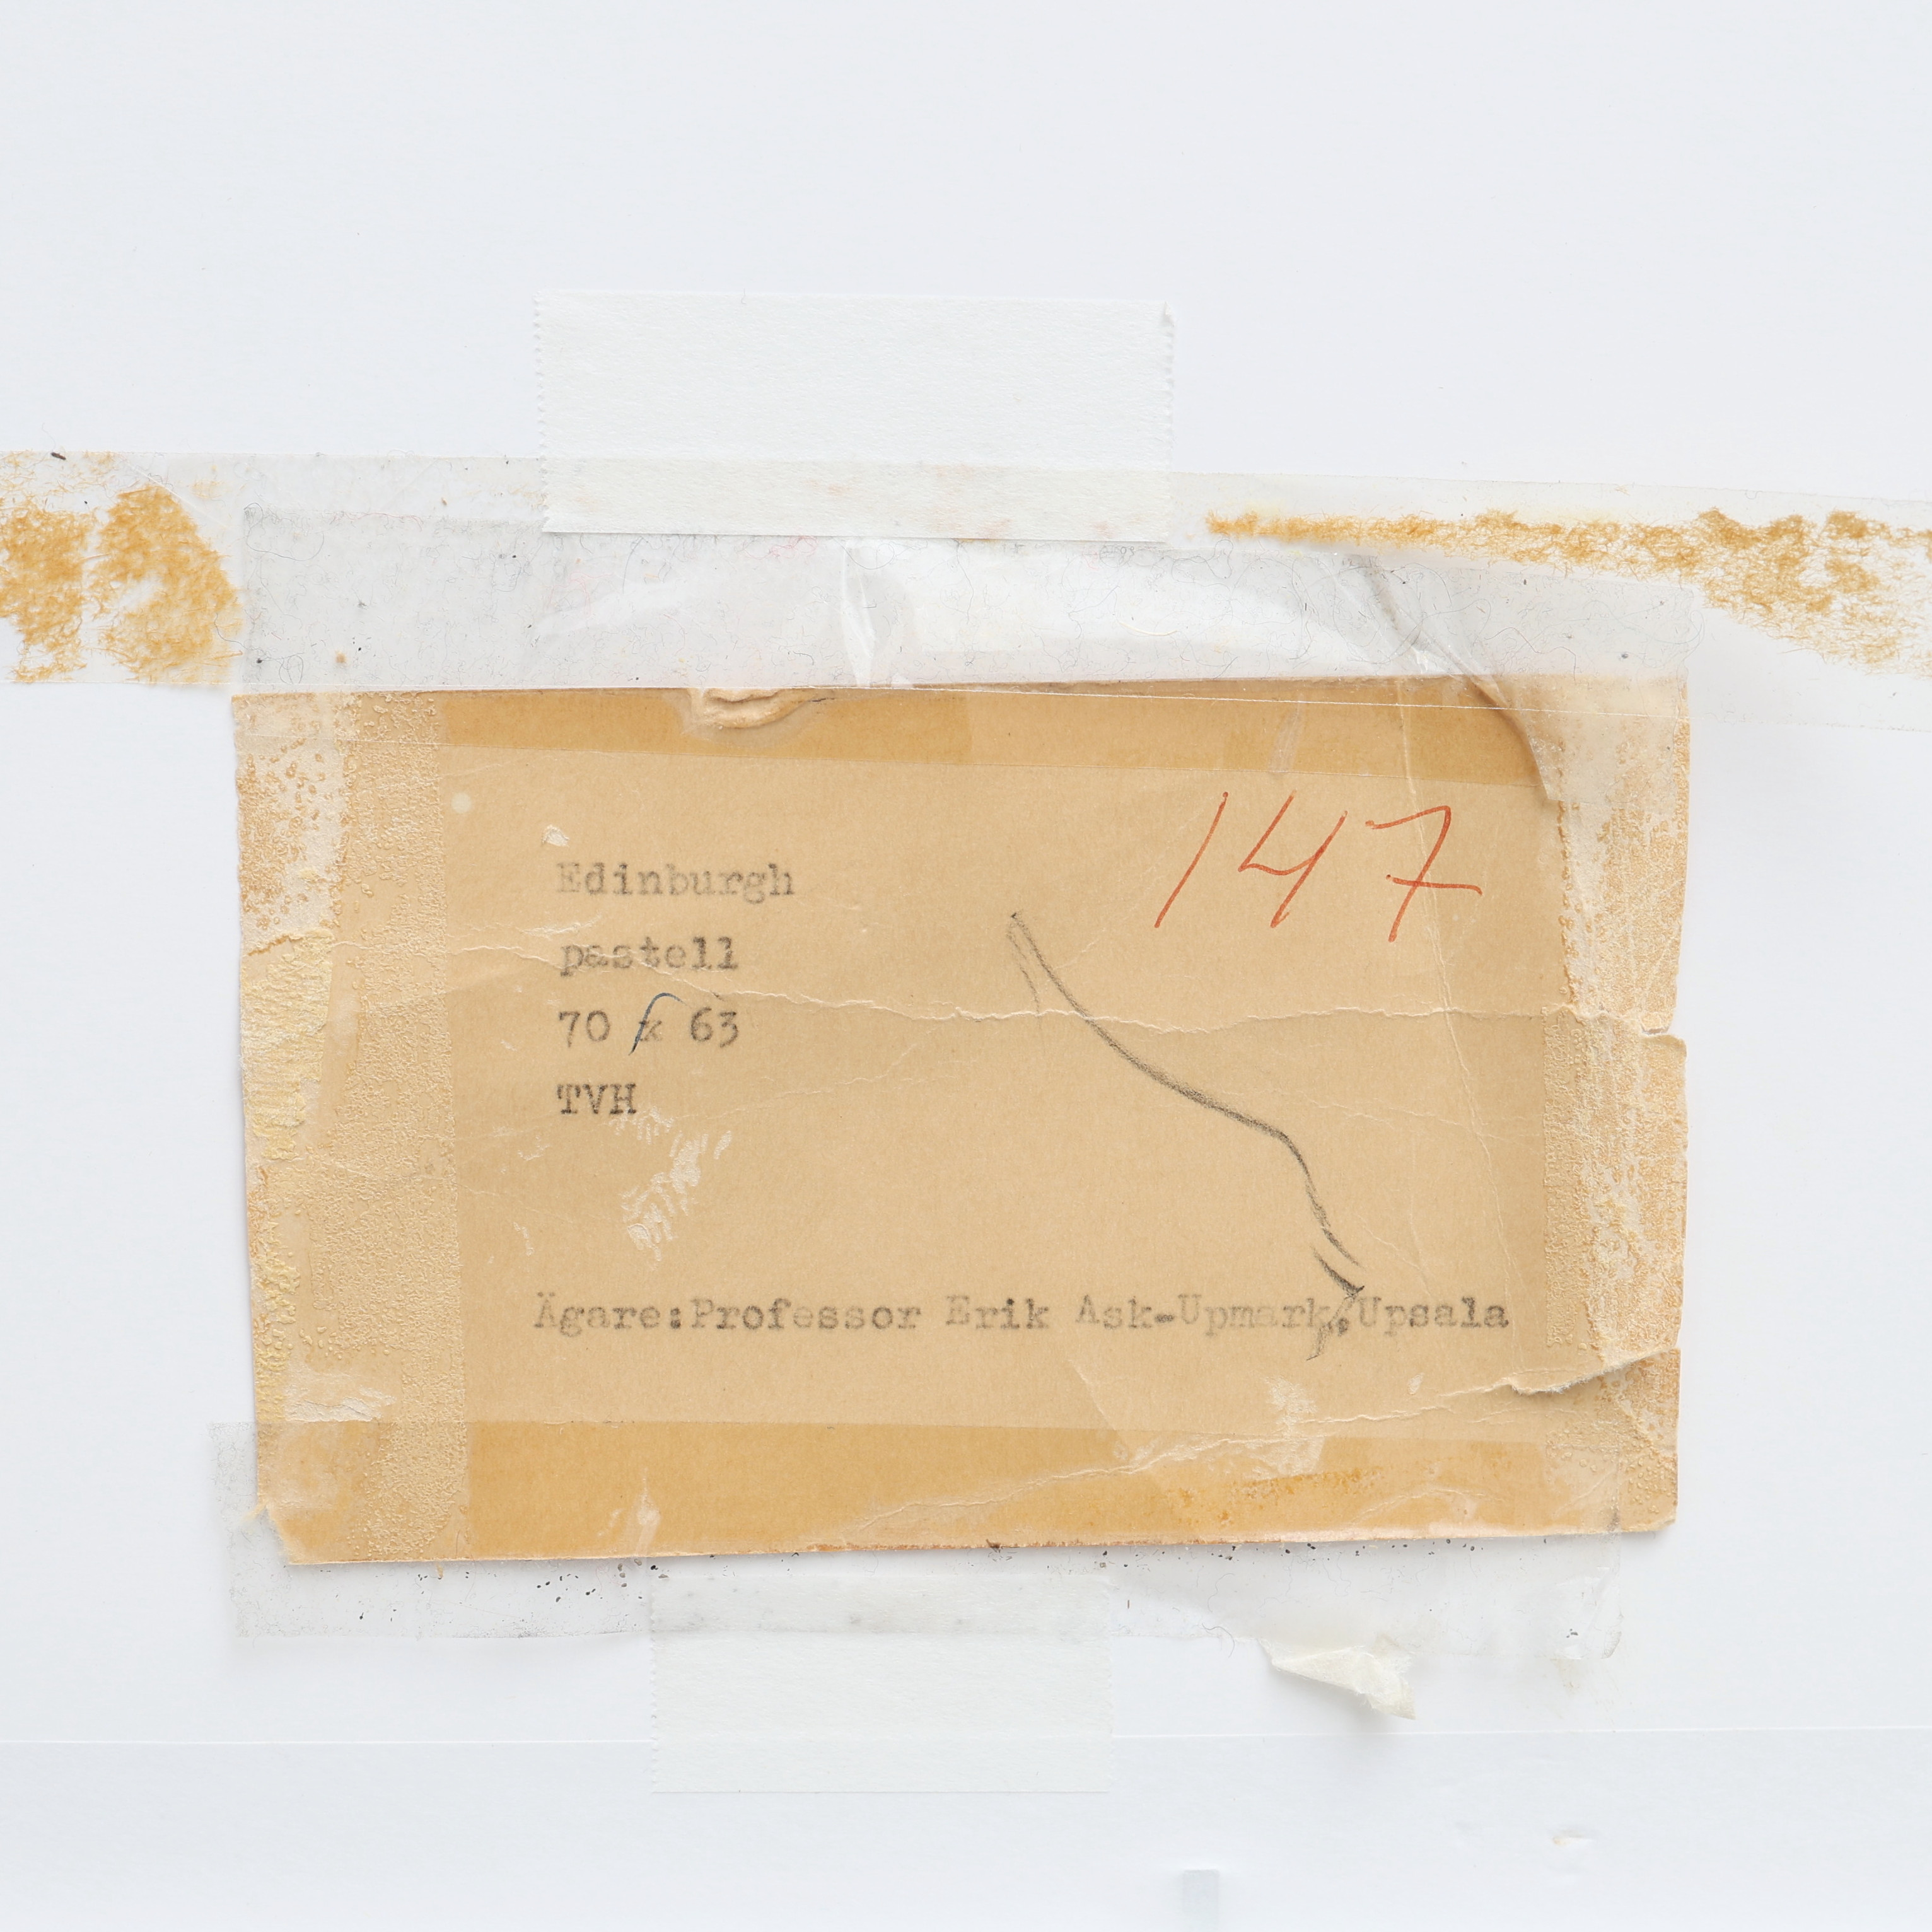 147
Edinburgh
pastell
70 x 63
TVH
Ägare:Professor Erik Ask-Upmark, Upsala